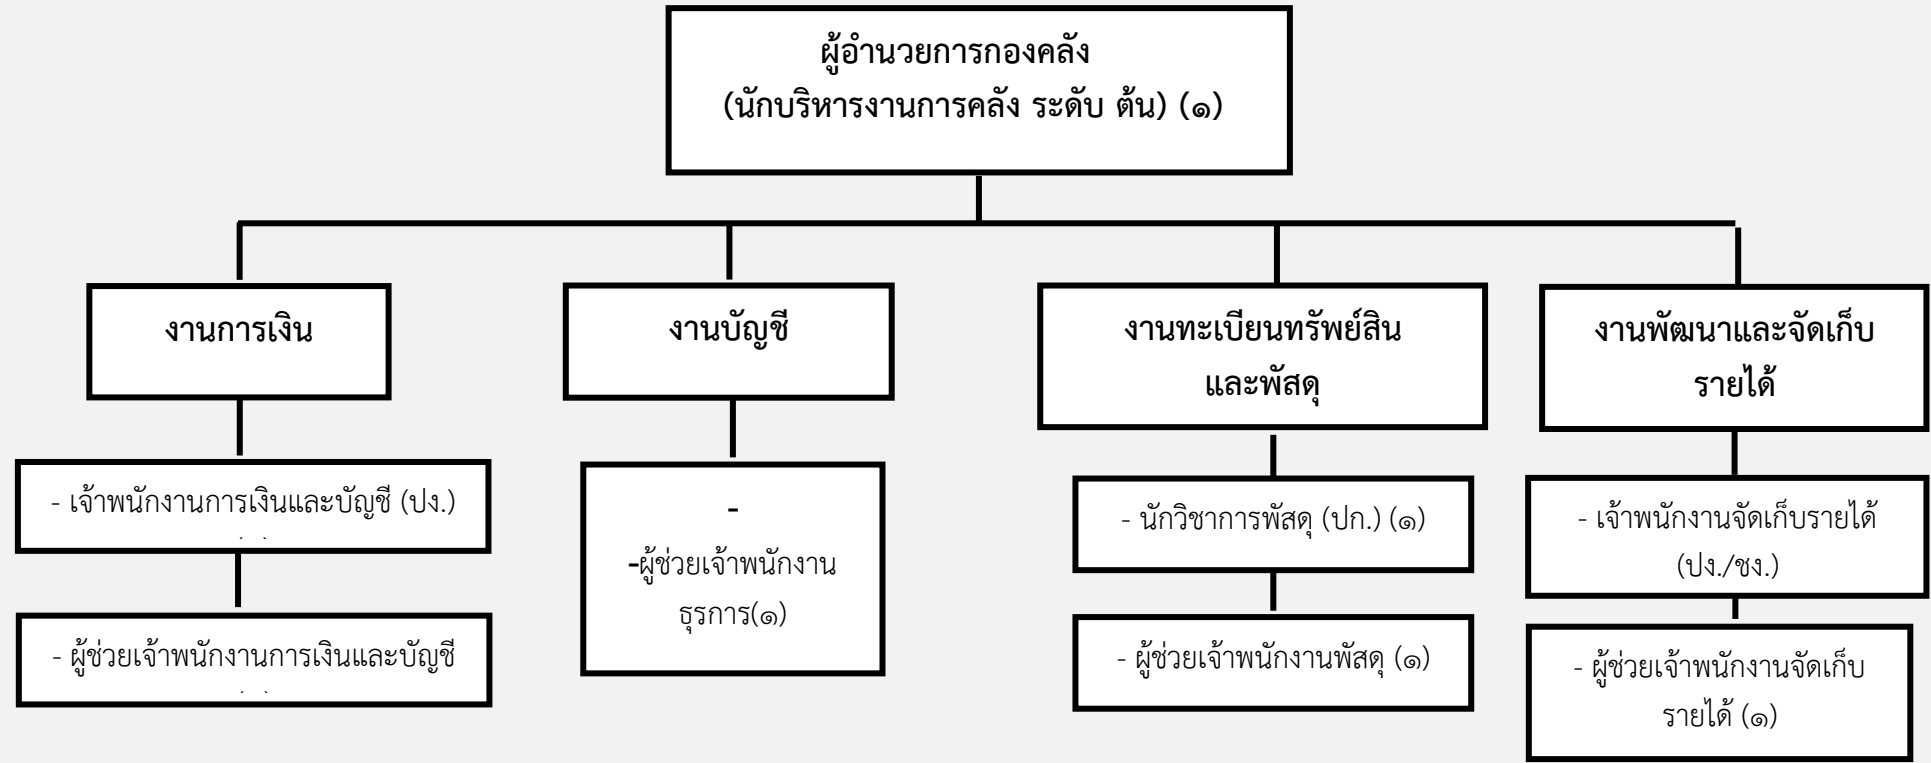 ผู้อำนวยการกองคลัง
(นักบริหารงานการคลัง ระดับ ต้น) (๑)
งานการเงิน
งานบัญชี
งานทะเบียนทรัพย์สิน
และพัสดุ
งานพัฒนาและจัดเก็บ
รายได้
- เจ้าพนักงานการเงินและบัญชี (ปง.)
- ผู้ช่วยเจ้าพนักงานการเงินและบัญชี
-
-ผู้ช่วยเจ้าพนักงาน
ธุรการ(๑)
- นักวิชาการพัสดุ (ปก.) (๑)
- ผู้ช่วยเจ้าพนักงานพัสดุ (๑)
- เจ้าพนักงานจัดเก็บรายได้
(ปง./ชง.)
- ผู้ช่วยเจ้าพนักงานจัดเก็บ
รายได้ (๑)